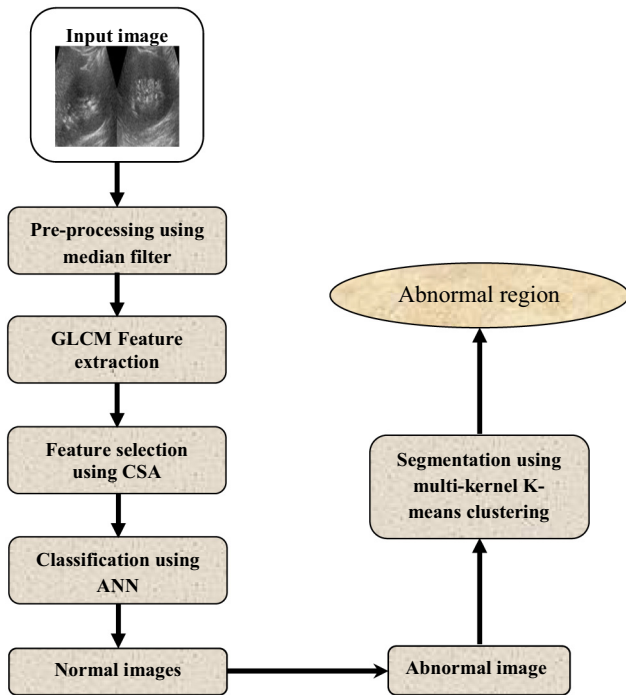 Input image
Pre-processing using
median filter
GLCM Feature
extraction
Feature selection
using CSA
Classification using
ANN
Normal images
Abnormal image
Segmentation using
multi-kernel K-
means clustering
Abnormal region